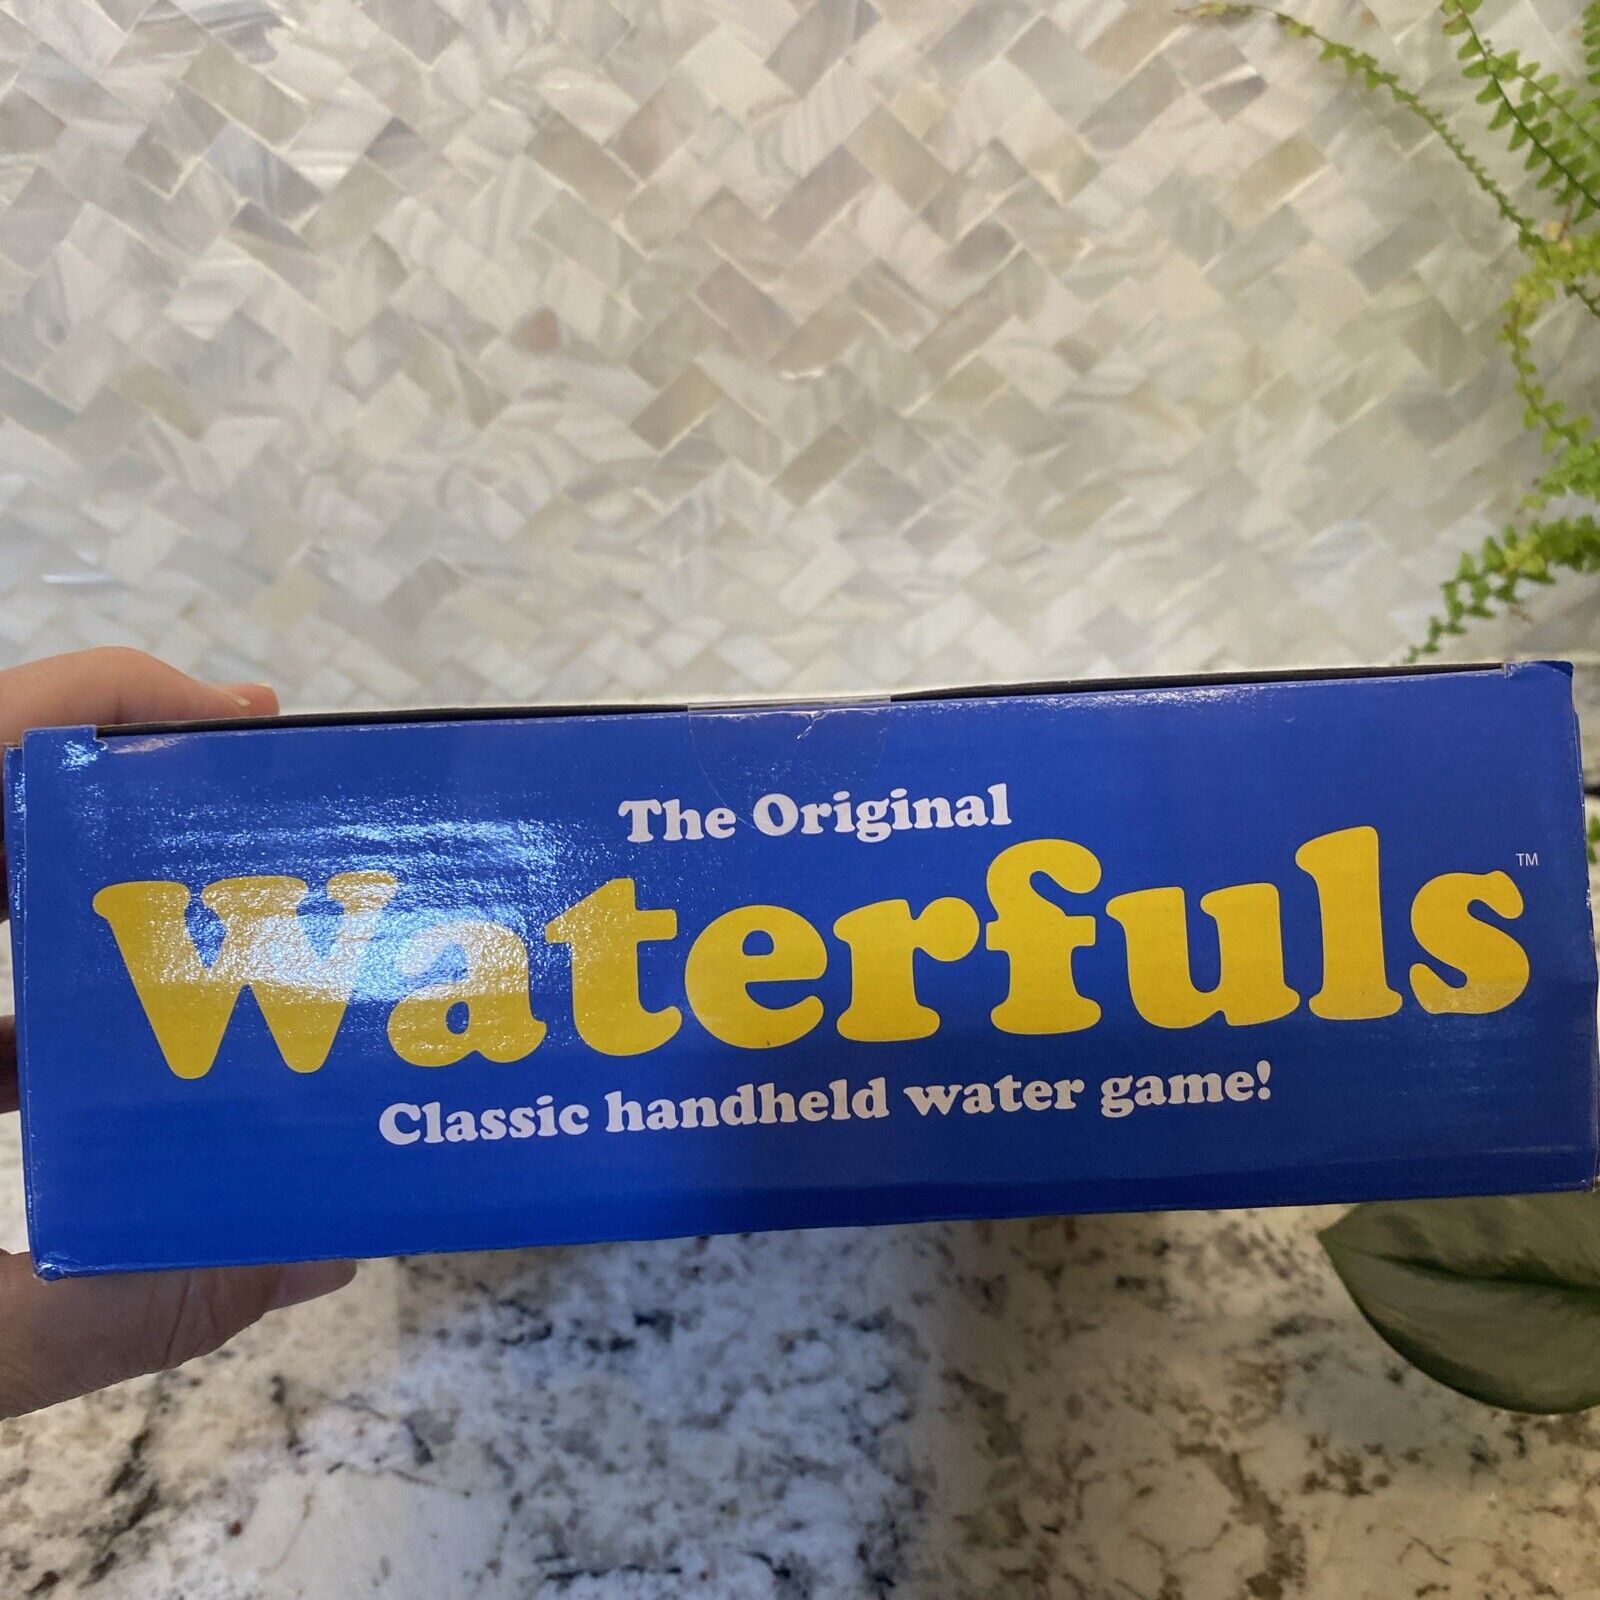 The Original
Waterfuls™
Classic handheld water game!